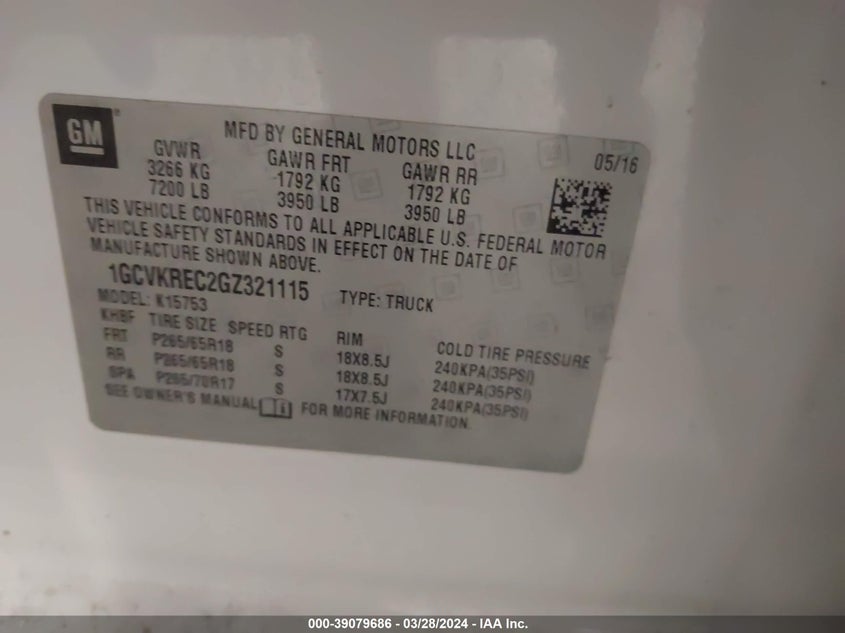 GM
MFD BY GENERAL MOTORS LLC
05/16
GVWR GAWR FRT GAWR RR
3266 KG 1792 KG 1792 KG
7200 LB 3950 LB 3950 LB
THIS VEHICLE CONFORMS TO ALL APPLICABLE U.S. FEDERAL MOTOR
VEHICLE SAFETY STANDARDS IN EFFECT ON THE DATE OF
MANUFACTURE SHOWN ABOVE.
1GCVKREC2GZ321115 TYPE: TRUCK
MODEL: K15753
KHBF TIRE SIZE SPEED RTG RIM COLD TIRE PRESSURE
FRT P265/65R18 S 18X8.5J 240KPA(35PSI)
RR P265/65R18 S 18X8.5J 240KPA(35PSI)
SPA P265/70R17 S 17X7.5J 240KPA(35PSI)
SEE OWNER'S MANUAL FOR MORE INFORMATION.
000-39079686 - 03/28/2024 - IAA Inc.